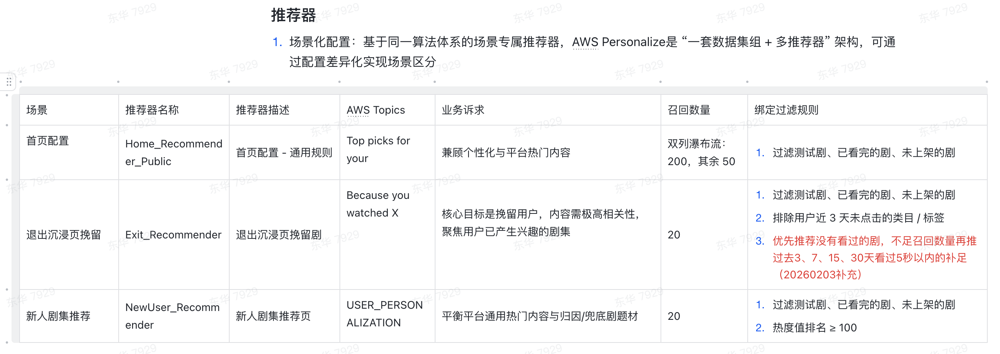 推荐器
1. 场景化配置：基于同一算法体系的场景专属推荐器，AWS Personalize是 “一套数据集组 + 多推荐器” 架构，可通
过配置差异化实现场景区分
场景
推荐器名称
推荐器描述
AWS Topics
业务诉求
召回数量
绑定过滤规则
首页配置
Home_Recommend
er_Public
首页配置 - 通用规则
Top picks for
your
兼顾个性化与平台热门内容
双列瀑布流：
200，其余 50
1. 过滤测试剧、已看完的剧、未上架的剧
退出沉浸页挽留
Exit_Recommender
退出沉浸页挽留剧
Because you
watched X
核心目标是挽留用户，内容需极高相关性，
聚焦用户已产生兴趣的剧集
20
1. 过滤测试剧、已看完的剧、未上架的剧
2. 排除用户近 3 天未点击的类目 / 标签
3. 优先推荐没有看过的剧，不足召回数量再推
过去3、7、15、30天看过5秒以内的补足
（20260203补充）
新人剧集推荐
NewUser_Recomm
ender
新人剧集推荐页
USER_PERSON
ALIZATION
平衡平台通用热门内容与归因/兜底剧题材
20
1. 过滤测试剧、已看完的剧、未上架的剧
2. 热度值排名 ≥ 100
东华 7929